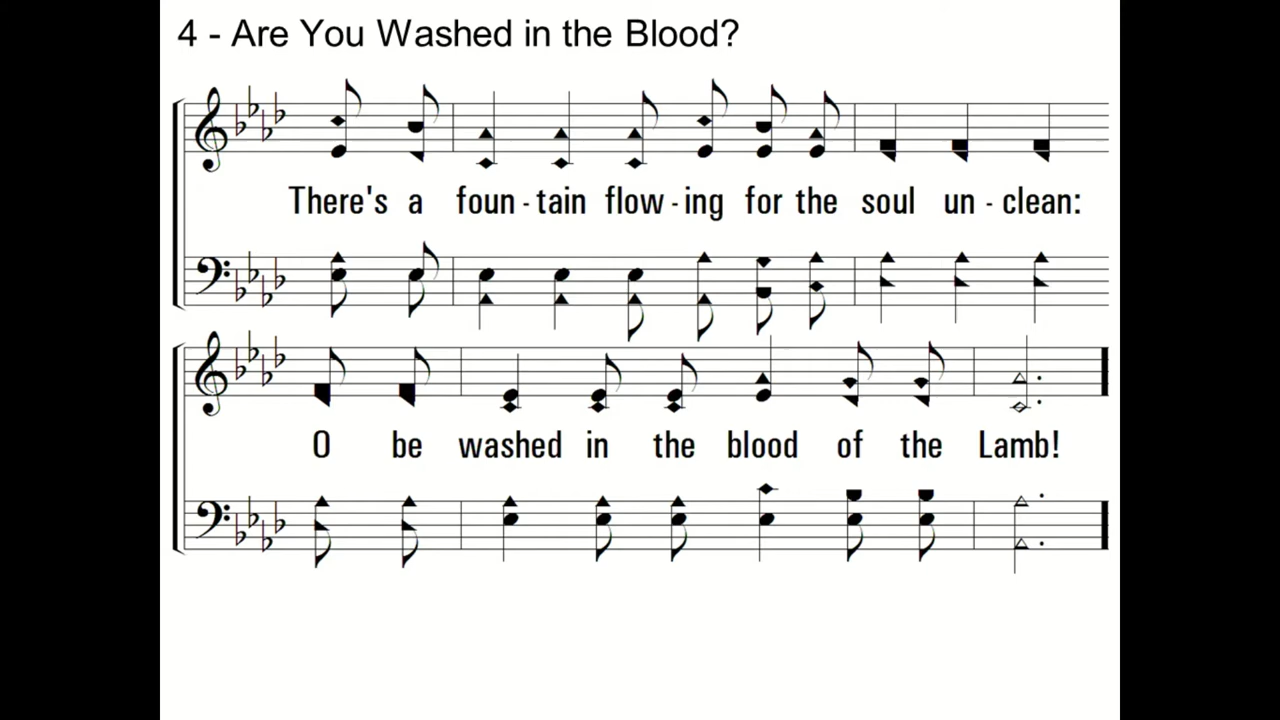 4 - Are You Washed in the Blood?
There's a foun - tain flow - ing for the soul un - clean:
O be washed in the blood of the Lamb!